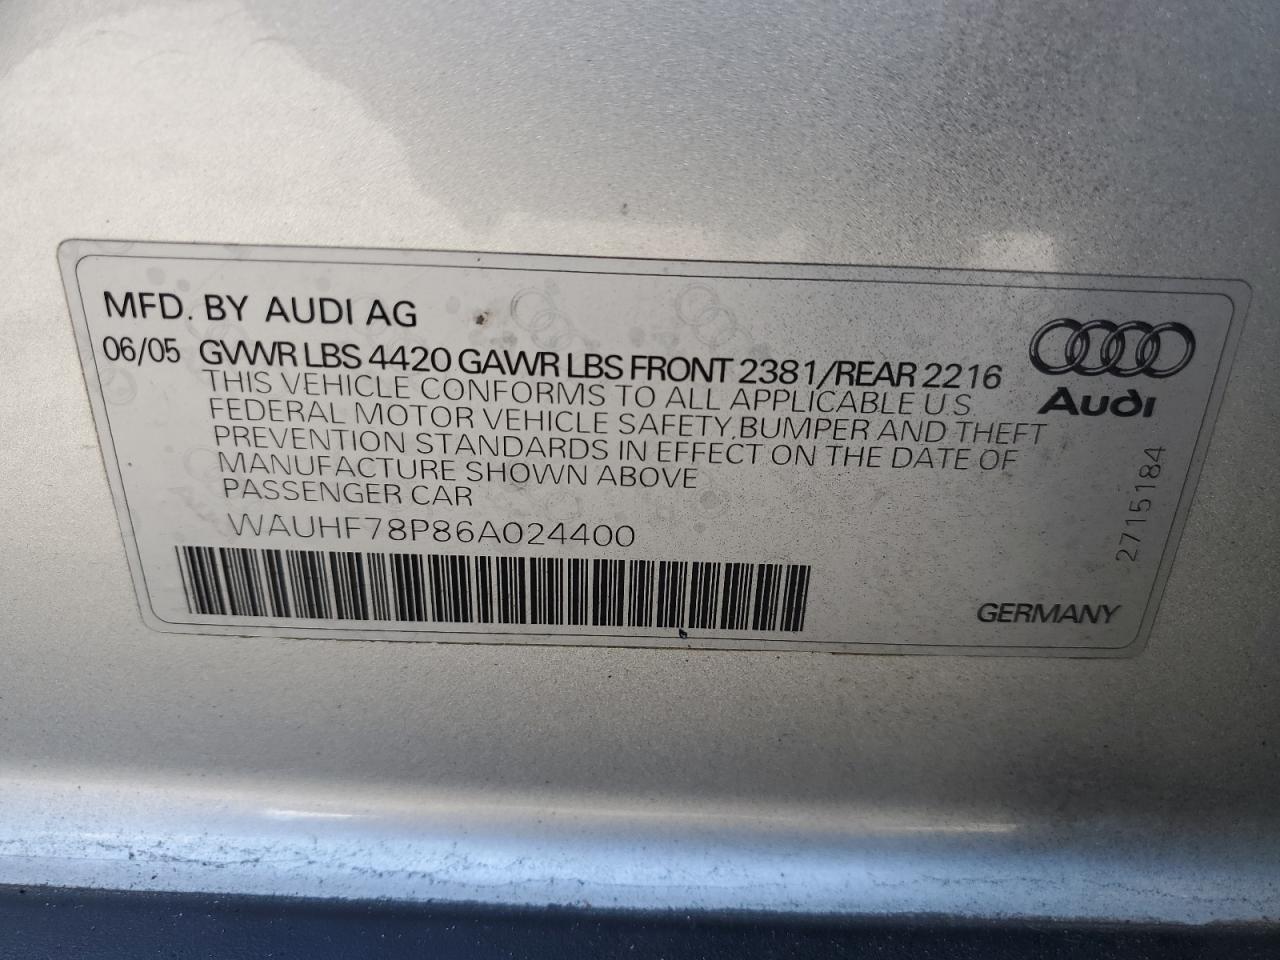 MFD. BY AUDI AG
06/05 GVWR LBS 4420 GAWR LBS FRONT 2381/REAR 2216
THIS VEHICLE CONFORMS TO ALL APPLICABLE U S
FEDERAL MOTOR VEHICLE SAFETY,BUMPER AND THEFT
PREVENTION STANDARDS IN EFFECT ON THE DATE OF
MANUFACTURE SHOWN ABOVE
PASSENGER CAR
WAUHF78P86A024400
Audi
2715184
GERMANY